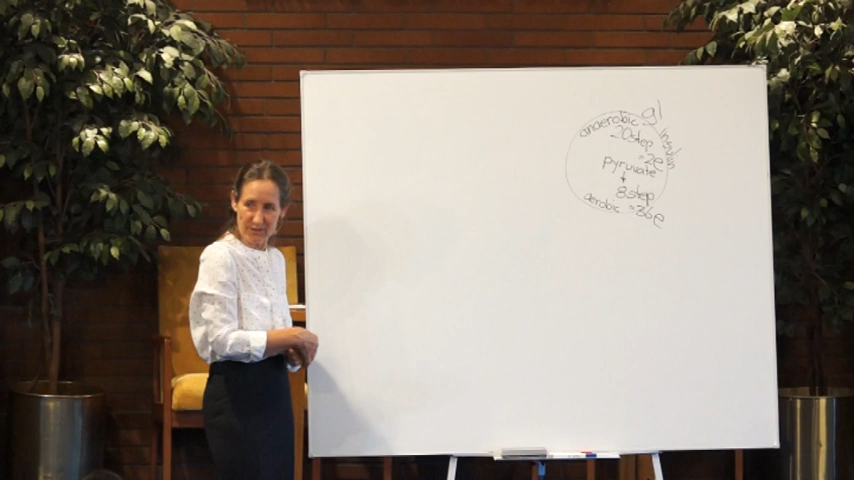 gl
insulin
anaerobic
20step
=2e
pyruvate
8step
aerobic =36e